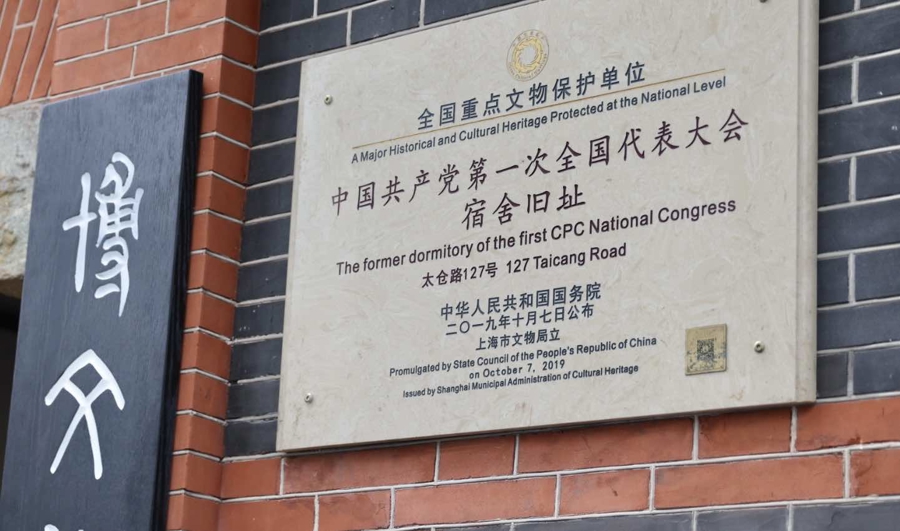 博文
全国重点文物保护单位
A Major Historical and Cultural Heritage Protected at the National Level
中国共产党第一次全国代表大会
宿舍旧址
The former dormitory of the first CPC National Congress
太仓路127号 127 Taicang Road
中华人民共和国国务院
二〇一九年十月七日公布
上海市文物局立
Promulgated by State Council of the People's Republic of China
on October 7, 2019
Issued by Shanghai Municipal Administration of Cultural Heritage